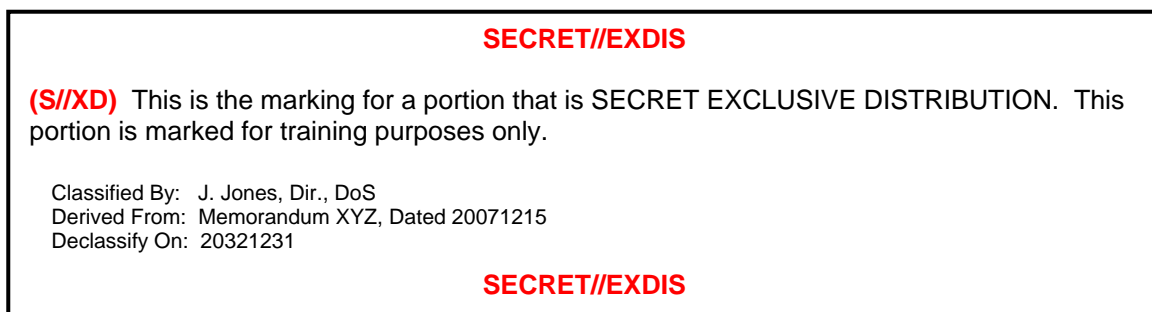 SECRET//EXDIS
(S//XD) This is the marking for a portion that is SECRET EXCLUSIVE DISTRIBUTION. This
portion is marked for training purposes only.
Classified By: J. Jones, Dir., DoS
Derived From: Memorandum XYZ, Dated 20071215
Declassify On: 20321231
SECRET//EXDIS